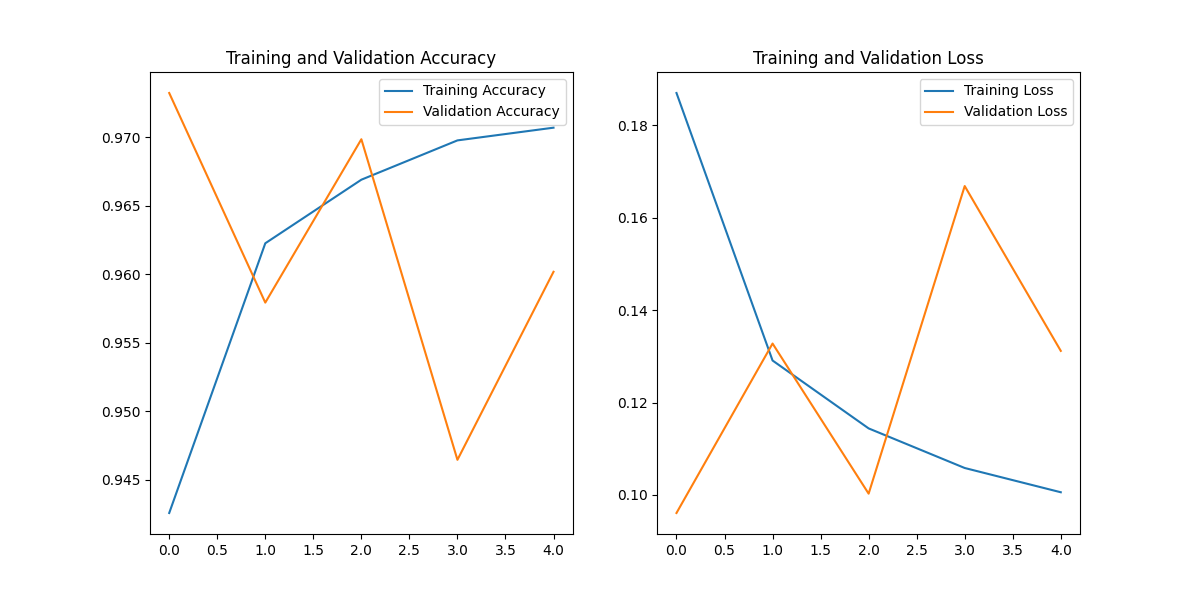 Training and Validation Accuracy
Training Accuracy
Validation Accuracy
0.970
0.965
0.960
0.955
0.950
0.945
0.0 0.5 1.0 1.5 2.0 2.5 3.0 3.5 4.0
Training and Validation Loss
Training Loss
Validation Loss
0.18
0.16
0.14
0.12
0.10
0.0 0.5 1.0 1.5 2.0 2.5 3.0 3.5 4.0